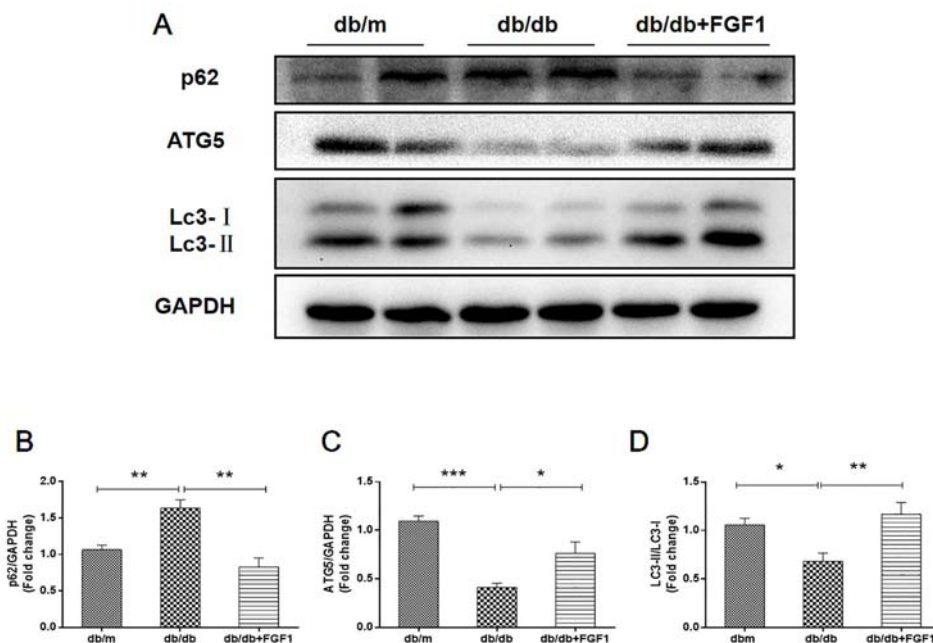 A
db/m db/db db/db+FGF1
p62
ATG5
Lc3-Ⅰ
Lc3-Ⅱ
GAPDH
B
p62/GAPDH
(Fold change)
2.0
1.5
1.0
0.5
0.0
** **
db/m db/db db/db+FGF1
C
ATG5/GAPDH
(Fold change)
1.5
1.0
0.5
0.0
*** *
db/m db/db db/db+FGF1
D
LC3-II/LC3-I
(Fold change)
1.5
1.0
0.5
0.0
* **
dbm db/db db/db+FGF1